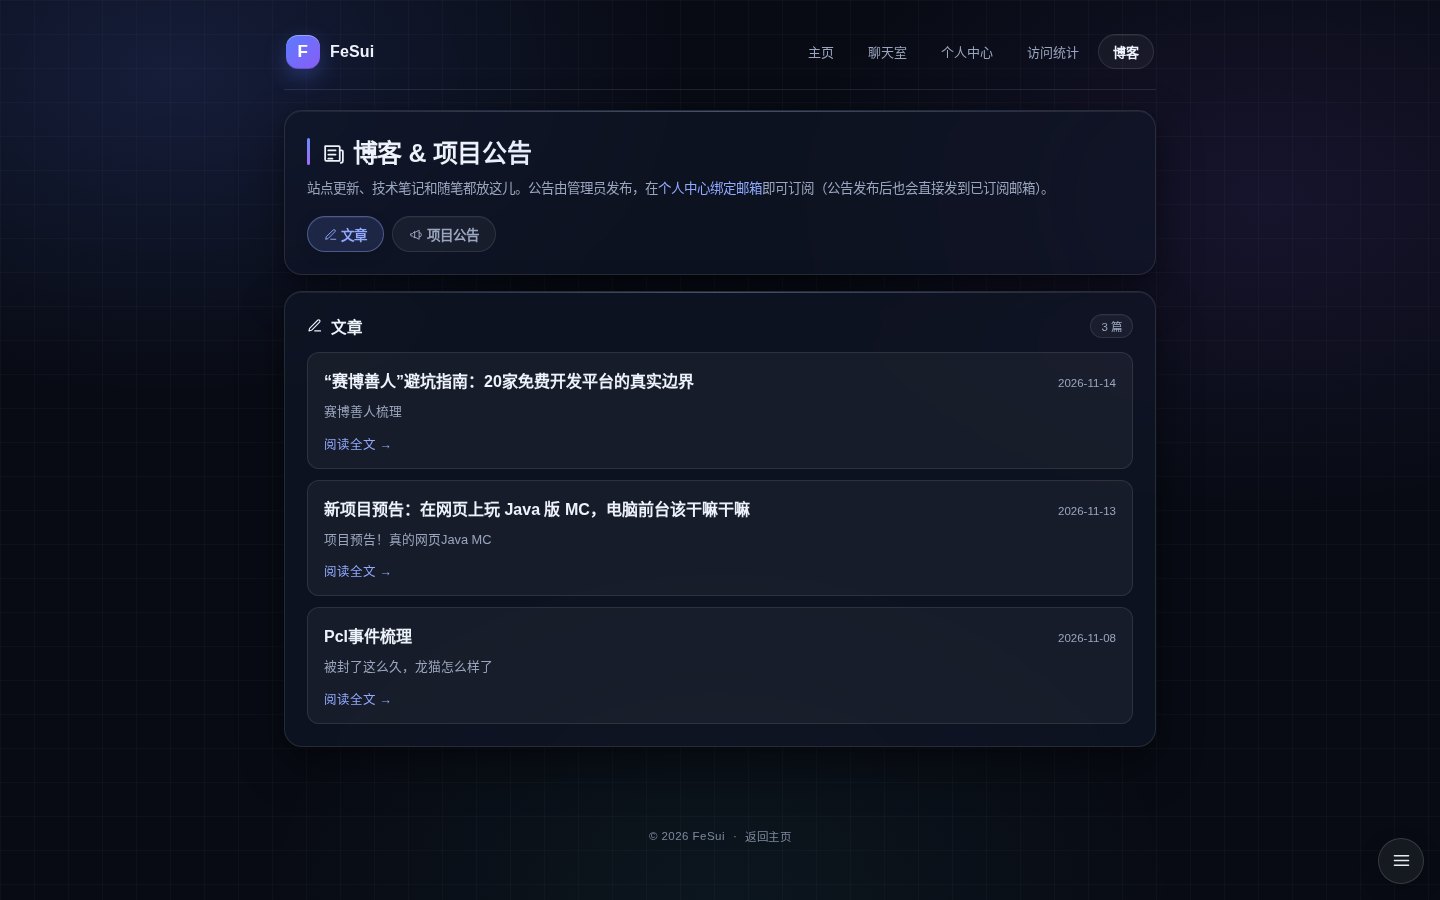 F FeSui 主页 聊天室 个人中心 访问统计 博客
博客 & 项目公告
站点更新、技术笔记和随笔都放这儿。公告由管理员发布，在个人中心绑定邮箱即可订阅（公告发布后也会直接发到已订阅邮箱）。
文章 项目公告
文章 3 篇
“赛博善人”避坑指南：20家免费开发平台的真实边界 2026-11-14
赛博善人梳理
阅读全文 →
新项目预告：在网页上玩 Java 版 MC，电脑前台该干嘛干嘛 2026-11-13
项目预告！真的网页Java MC
阅读全文 →
Pcl事件梳理 2026-11-08
被封了这么久，龙猫怎么样了
阅读全文 →
© 2026 FeSui · 返回主页